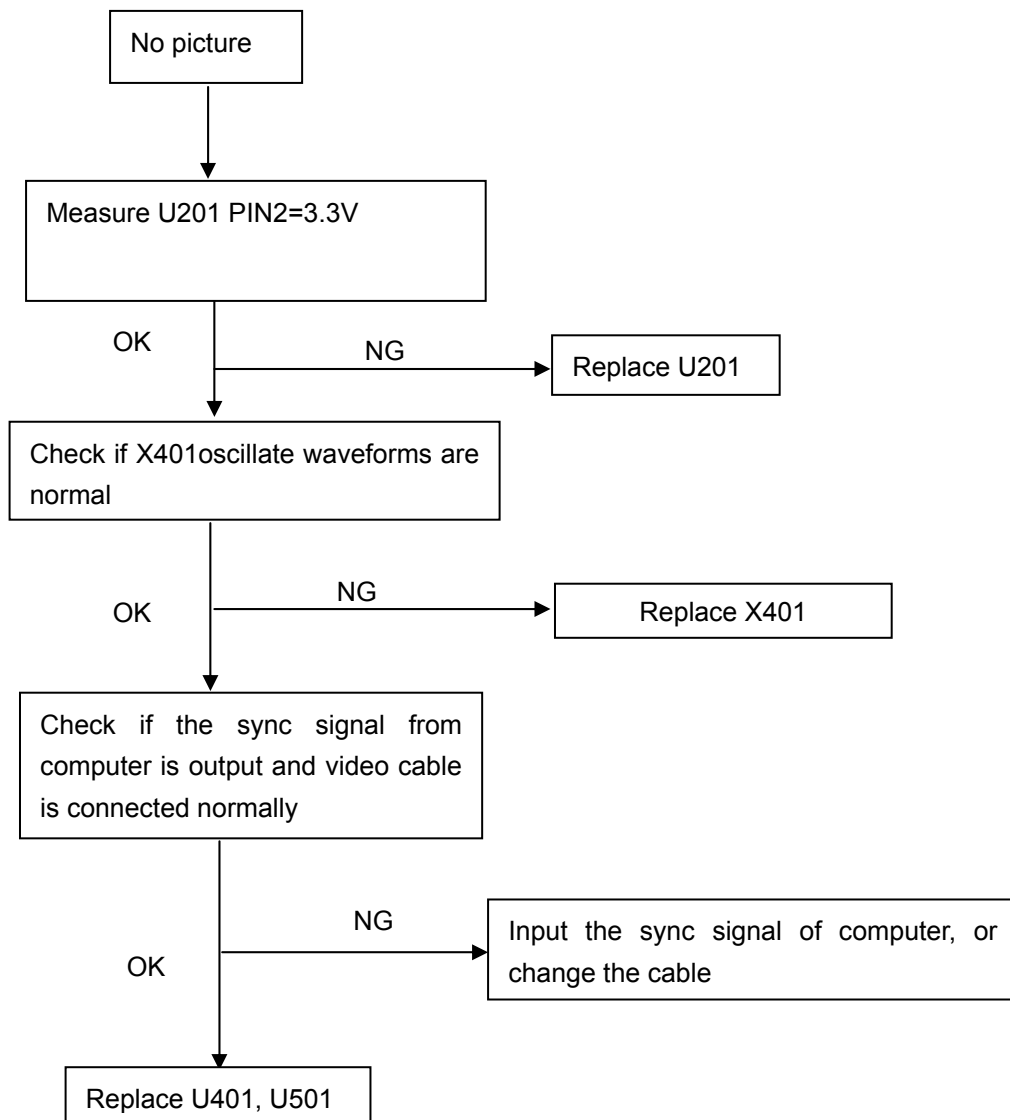 No picture
Measure U201 PIN2=3.3V
OK
NG
Replace U201
Check if X401oscillate waveforms are
normal
NG
OK
Replace X401
Check if the sync signal from
computer is output and video cable
is connected normally
NG
Input the sync signal of computer, or
change the cable
OK
Replace U401, U501